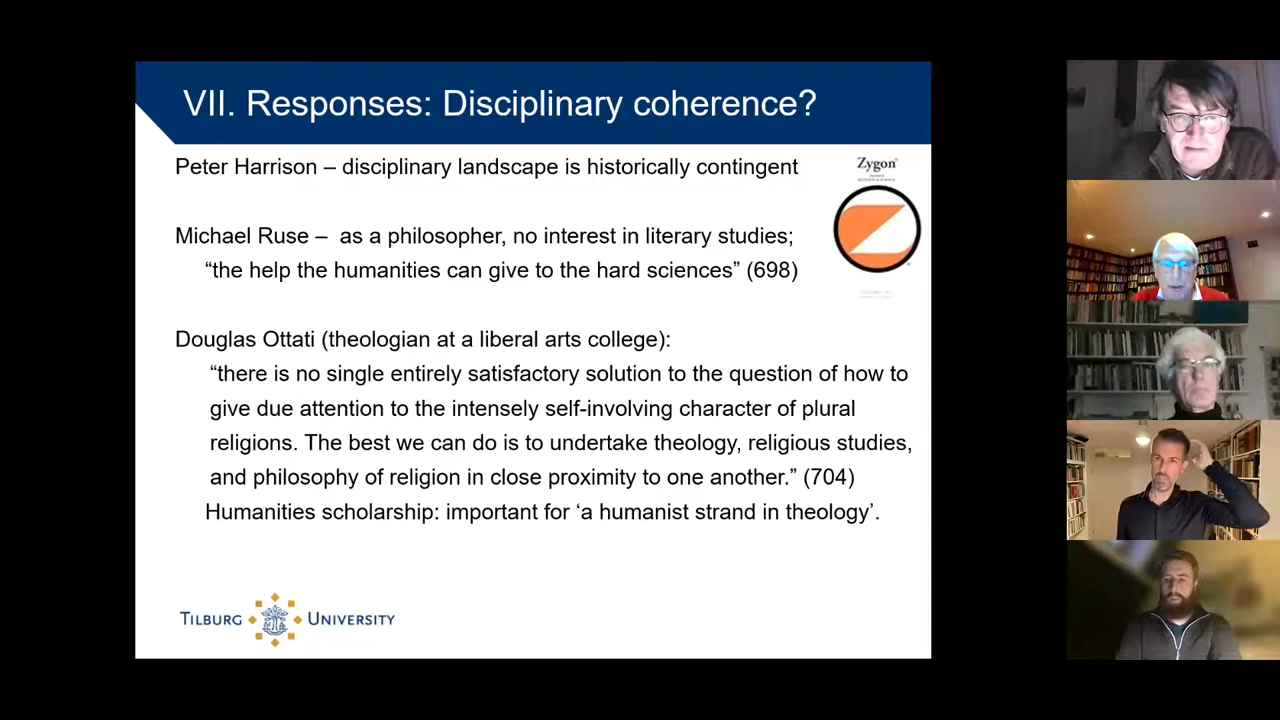 VII. Responses: Disciplinary coherence?
Peter Harrison – disciplinary landscape is historically contingent
Zygon
Michael Ruse – as a philosopher, no interest in literary studies;
“the help the humanities can give to the hard sciences” (698)
Douglas Ottati (theologian at a liberal arts college):
“there is no single entirely satisfactory solution to the question of how to
give due attention to the intensely self-involving character of plural
religions. The best we can do is to undertake theology, religious studies,
and philosophy of religion in close proximity to one another.” (704)
Humanities scholarship: important for ‘a humanist strand in theology’.
TILBURG UNIVERSITY